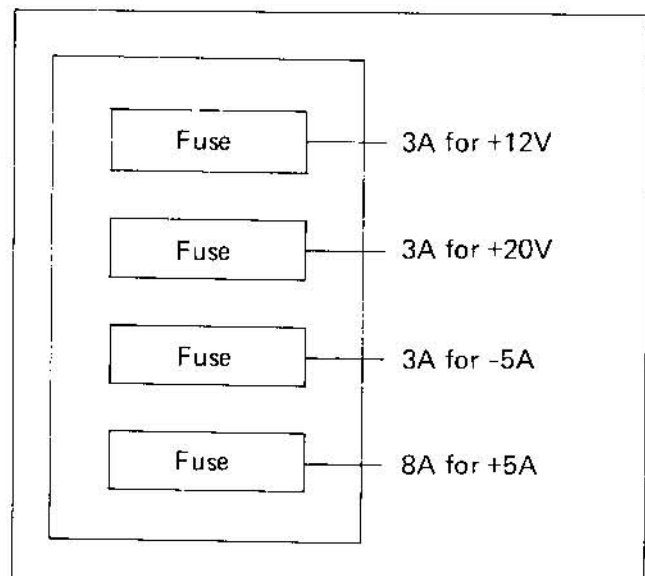 Fuse
3A for +12V
Fuse
3A for +20V
Fuse
3A for -5A
Fuse
8A for +5A